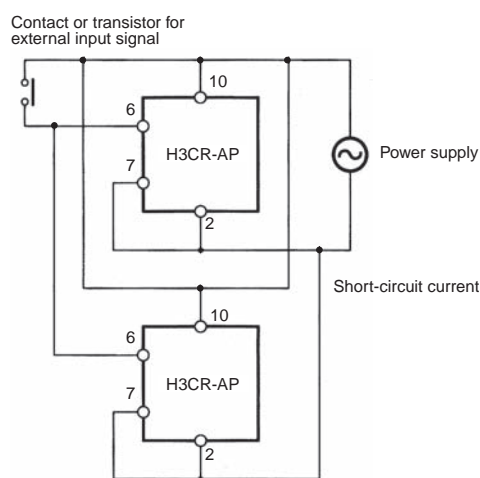 Contact or transistor for
external input signal
10
6
H3CR-AP
7
2
Power supply
Short-circuit current
10
6
H3CR-AP
7
2